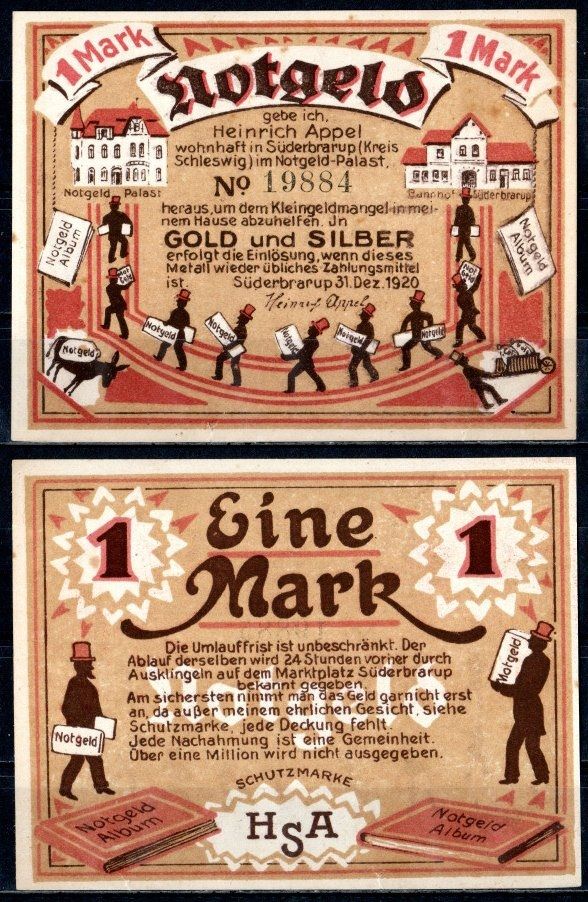 1 Mark
1 Mark
Notgeld
gebe ich,
Heinrich Appel
wohnhaft in Süderbrarup (Kreis
Schleswig) im Notgeld-Palast,
Notgeld Palast
Bahnhof Süderbrarup
No 19884
heraus, um dem Kleingeldmangel in mei-
nem Hause abzuhelfen. In
GOLD und SILBER
erfolgt die Einlösung, wenn dieses
Metall wieder übliches Zahlungsmittel
ist Süderbrarup 31. Dez. 1920
Heinrich Appel
Notgeld
Album
Notgeld
Album
Not
geld
Notgeld
Notgeld
Notgeld
Notgeld
Notgeld
Notgeld
1
Eine
Mark
1
Die Umlauffrist ist unbeschränkt. Der
Ablauf derselben wird 24 Stunden vorher durch
Ausklingeln auf dem Marktplatz Süderbrarup
bekannt gegeben.
Am sichersten nimmt man das Geld garnicht erst
an, da außer meinem ehrlichen Gesicht, siehe
Schutzmarke, jede Deckung fehlt.
Jede Nachahmung ist eine Gemeinheit.
Über eine Million wird nicht ausgegeben.
Notgeld
Notgeld
SCHUTZMARKE
HSA
Notgeld
Album
Notgeld
Album